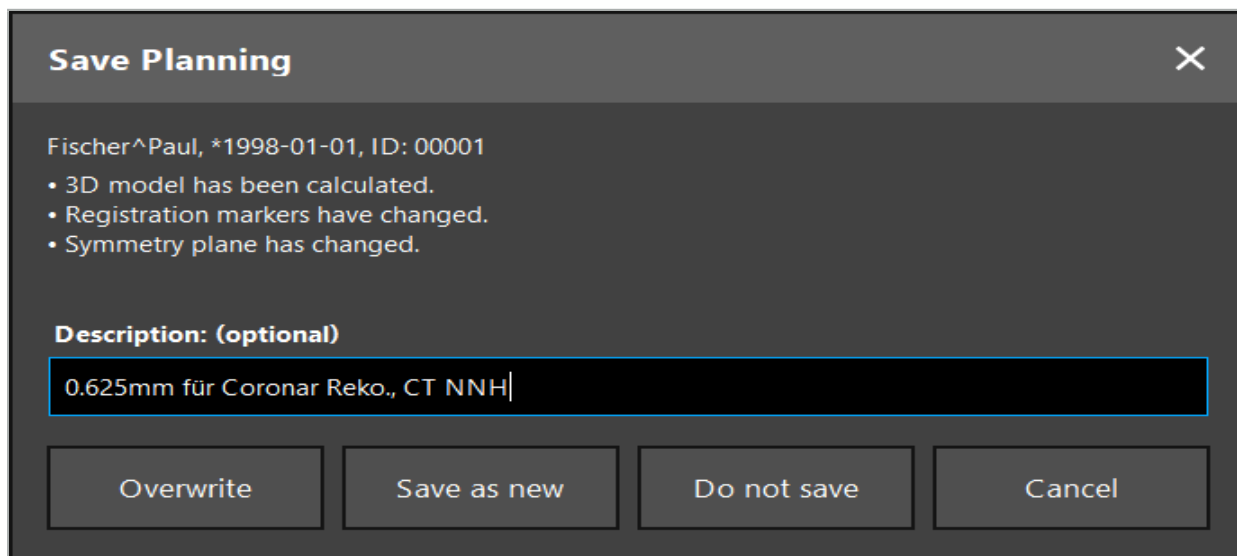 Save Planning
Fischer^Paul, *1998-01-01, ID: 00001
• 3D model has been calculated.
• Registration markers have changed.
• Symmetry plane has changed.
Description: (optional)
0.625mm für Coronar Reko., CT NNH
Overwrite
Save as new
Do not save
Cancel